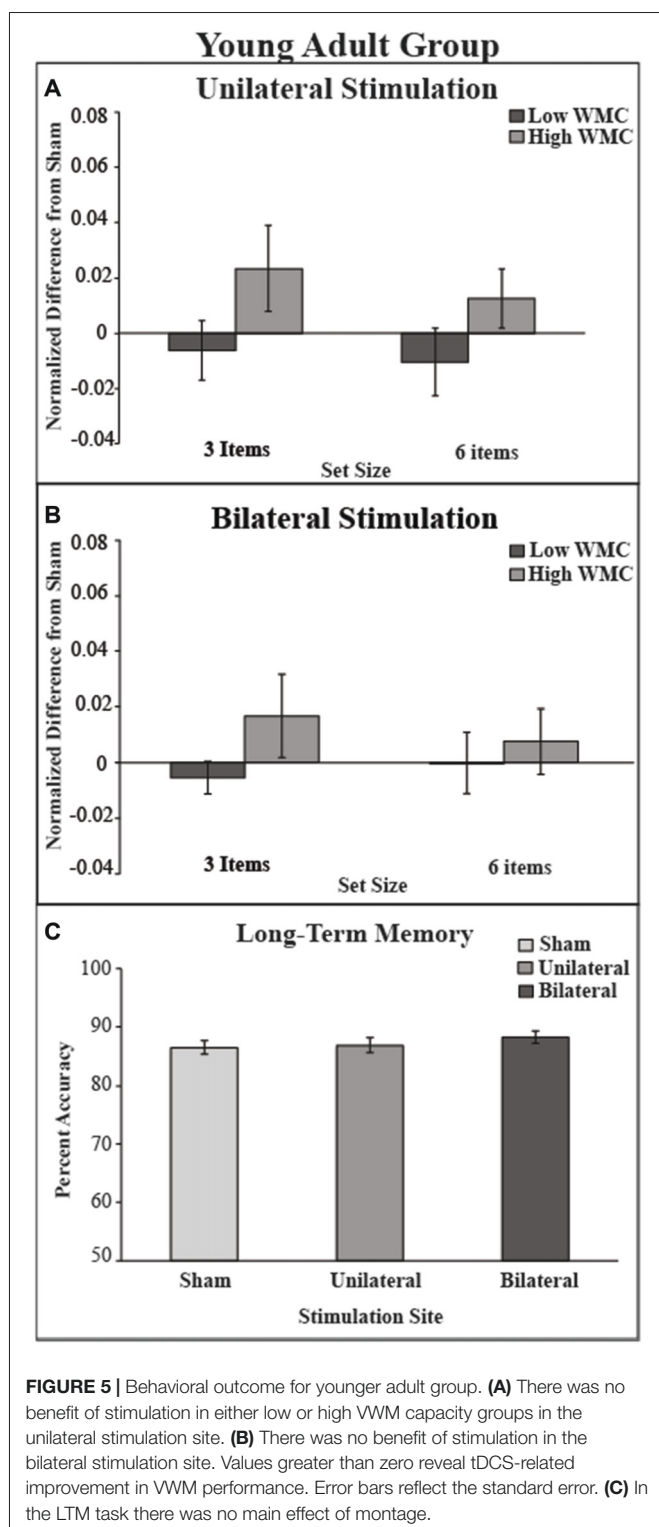 Young Adult Group
A
Unilateral Stimulation
Low WMC
High WMC
Normalized Difference from Sham
0.08
0.06
0.04
0.02
0
-0.02
-0.04
3 Items
6 items
Set Size
B
Bilateral Stimulation
Low WMC
High WMC
Normalized Difference from Sham
0.08
0.06
0.04
0.02
0
-0.02
-0.04
3 Items
6 items
Set Size
C
Long-Term Memory
Sham
Unilateral
Bilateral
Percent Accuracy
100
90
80
70
60
50
Sham
Unilateral
Bilateral
Stimulation Site
FIGURE 5 | Behavioral outcome for younger adult group. (A) There was no
benefit of stimulation in either low or high VWM capacity groups in the
unilateral stimulation site. (B) There was no benefit of stimulation in the
bilateral stimulation site. Values greater than zero reveal tDCS-related
improvement in VWM performance. Error bars reflect the standard error. (C) In
the LTM task there was no main effect of montage.